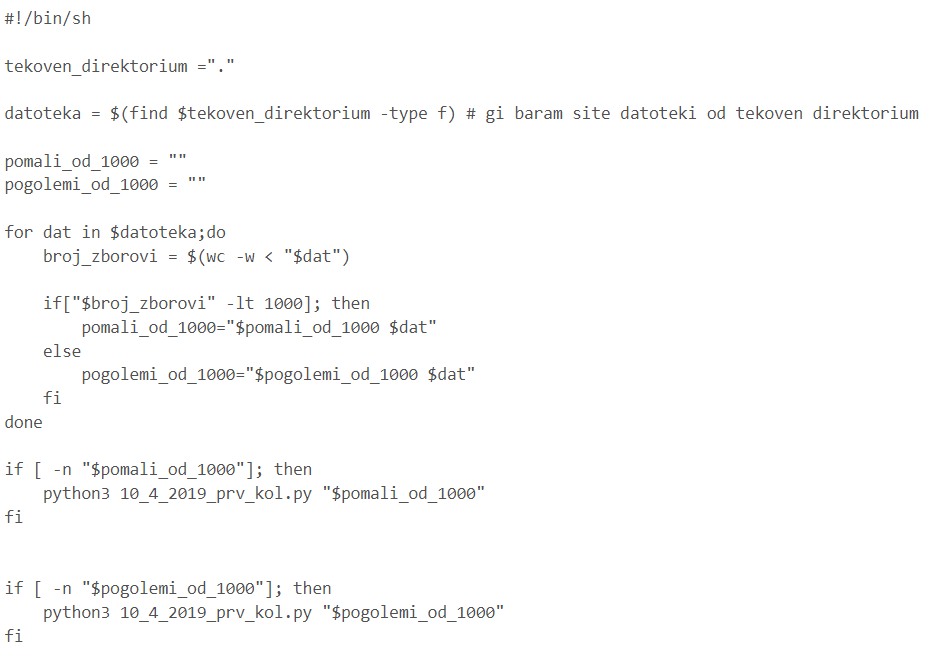 #!/bin/sh
tekoven_direktorium ="."
datoteka = $(find $tekoven_direktorium -type f) # gi baram site datoteki od tekoven direktorium
pomali_od_1000 = ""
pogolemi_od_1000 = ""
for dat in $datoteka;do
    broj_zborovi = $(wc -w < "$dat")
    if["$broj_zborovi" -lt 1000]; then
        pomali_od_1000="$pomali_od_1000 $dat"
    else
        pogolemi_od_1000="$pogolemi_od_1000 $dat"
    fi
done
if [ -n "$pomali_od_1000"]; then
    python3 10_4_2019_prv_kol.py "$pomali_od_1000"
fi
if [ -n "$pogolemi_od_1000"]; then
    python3 10_4_2019_prv_kol.py "$pogolemi_od_1000"
fi